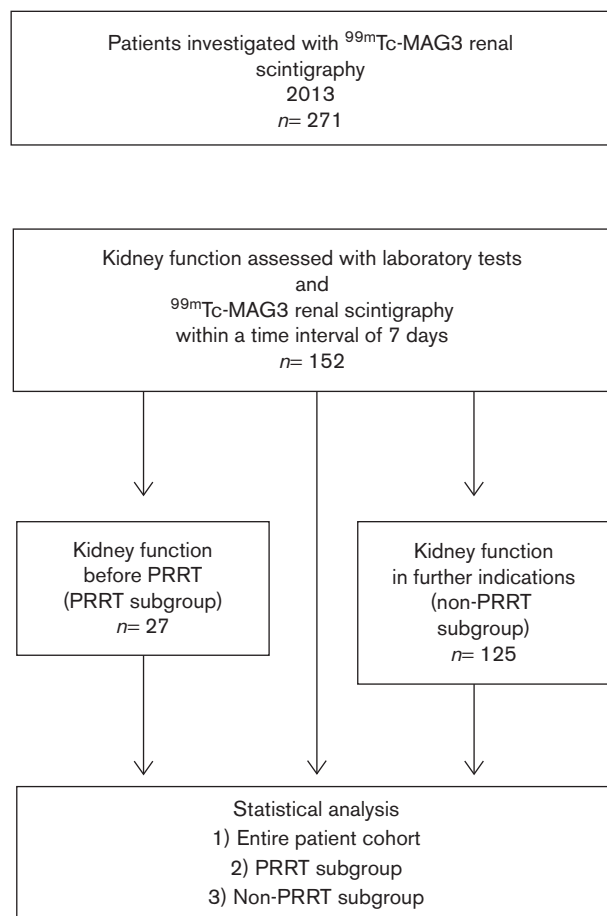 Patients investigated with ⁹⁹ᵐTc-MAG3 renal
scintigraphy
2013
n= 271
Kidney function assessed with laboratory tests
and
⁹⁹ᵐTc-MAG3 renal scintigraphy
within a time interval of 7 days
n= 152
Kidney function
before PRRT
(PRRT subgroup)
n= 27
Kidney function
in further indications
(non-PRRT
subgroup)
n= 125
Statistical analysis
1) Entire patient cohort
2) PRRT subgroup
3) Non-PRRT subgroup